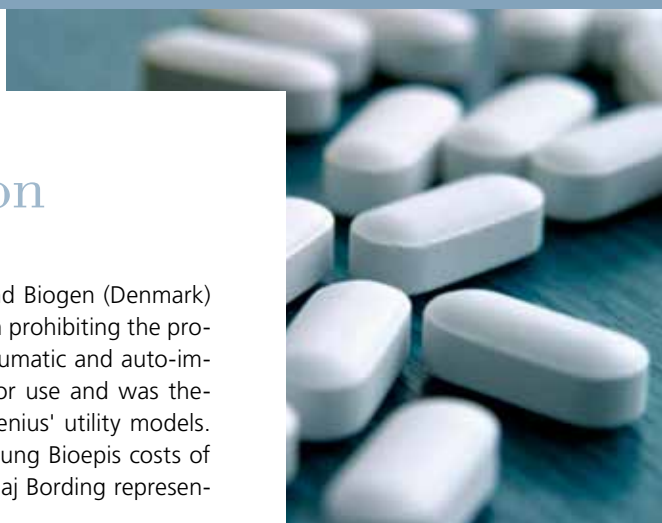 on
nd Biogen (Denmark)
n prohibiting the pro-
umatic and auto-im-
or use and was the-
enius' utility models.
ung Bioepis costs of
aj Bording represen-